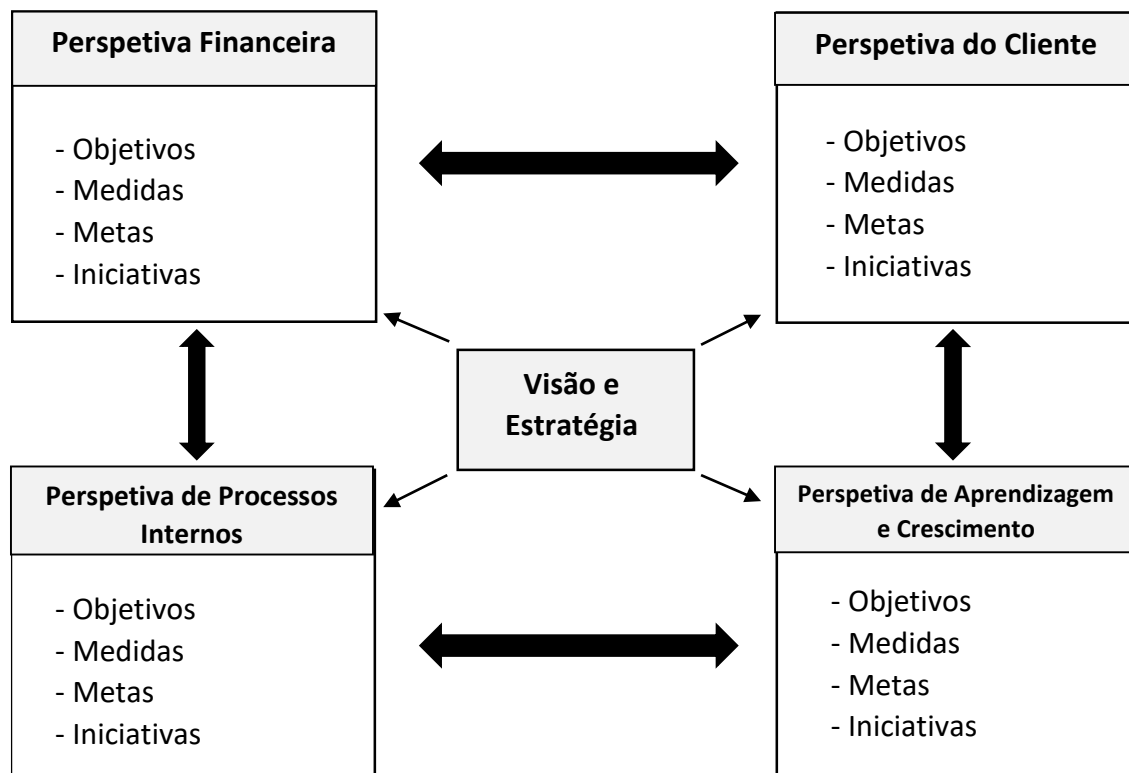 Perspetiva Financeira
- Objetivos
- Medidas
- Metas
- Iniciativas
Perspetiva do Cliente
- Objetivos
- Medidas
- Metas
- Iniciativas
Visão e
Estratégia
Perspetiva de Processos
Internos
- Objetivos
- Medidas
- Metas
- Iniciativas
Perspetiva de Aprendizagem
e Crescimento
- Objetivos
- Medidas
- Metas
- Iniciativas